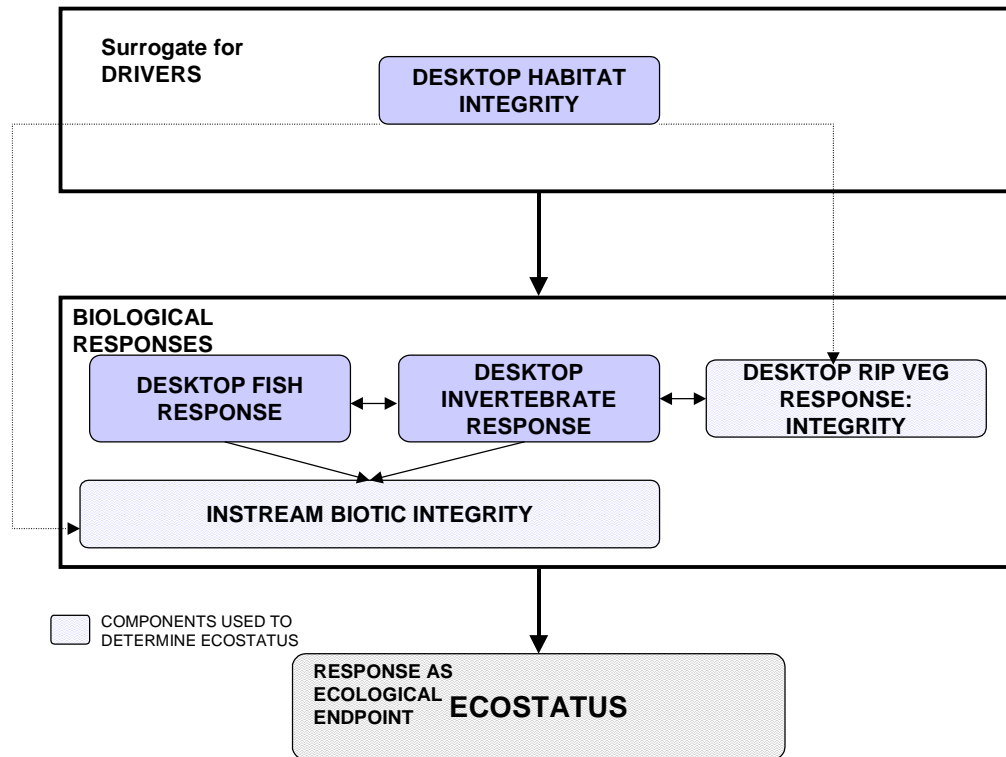 Surrogate for
DRIVERS
DESKTOP HABITAT
INTEGRITY
BIOLOGICAL
RESPONSES
DESKTOP FISH
RESPONSE
DESKTOP
INVERTEBRATE
RESPONSE
DESKTOP RIP VEG
RESPONSE:
INTEGRITY
INSTREAM BIOTIC INTEGRITY
COMPONENTS USED TO
DETERMINE ECOSTATUS
RESPONSE AS
ECOLOGICAL
ENDPOINT
ECOSTATUS